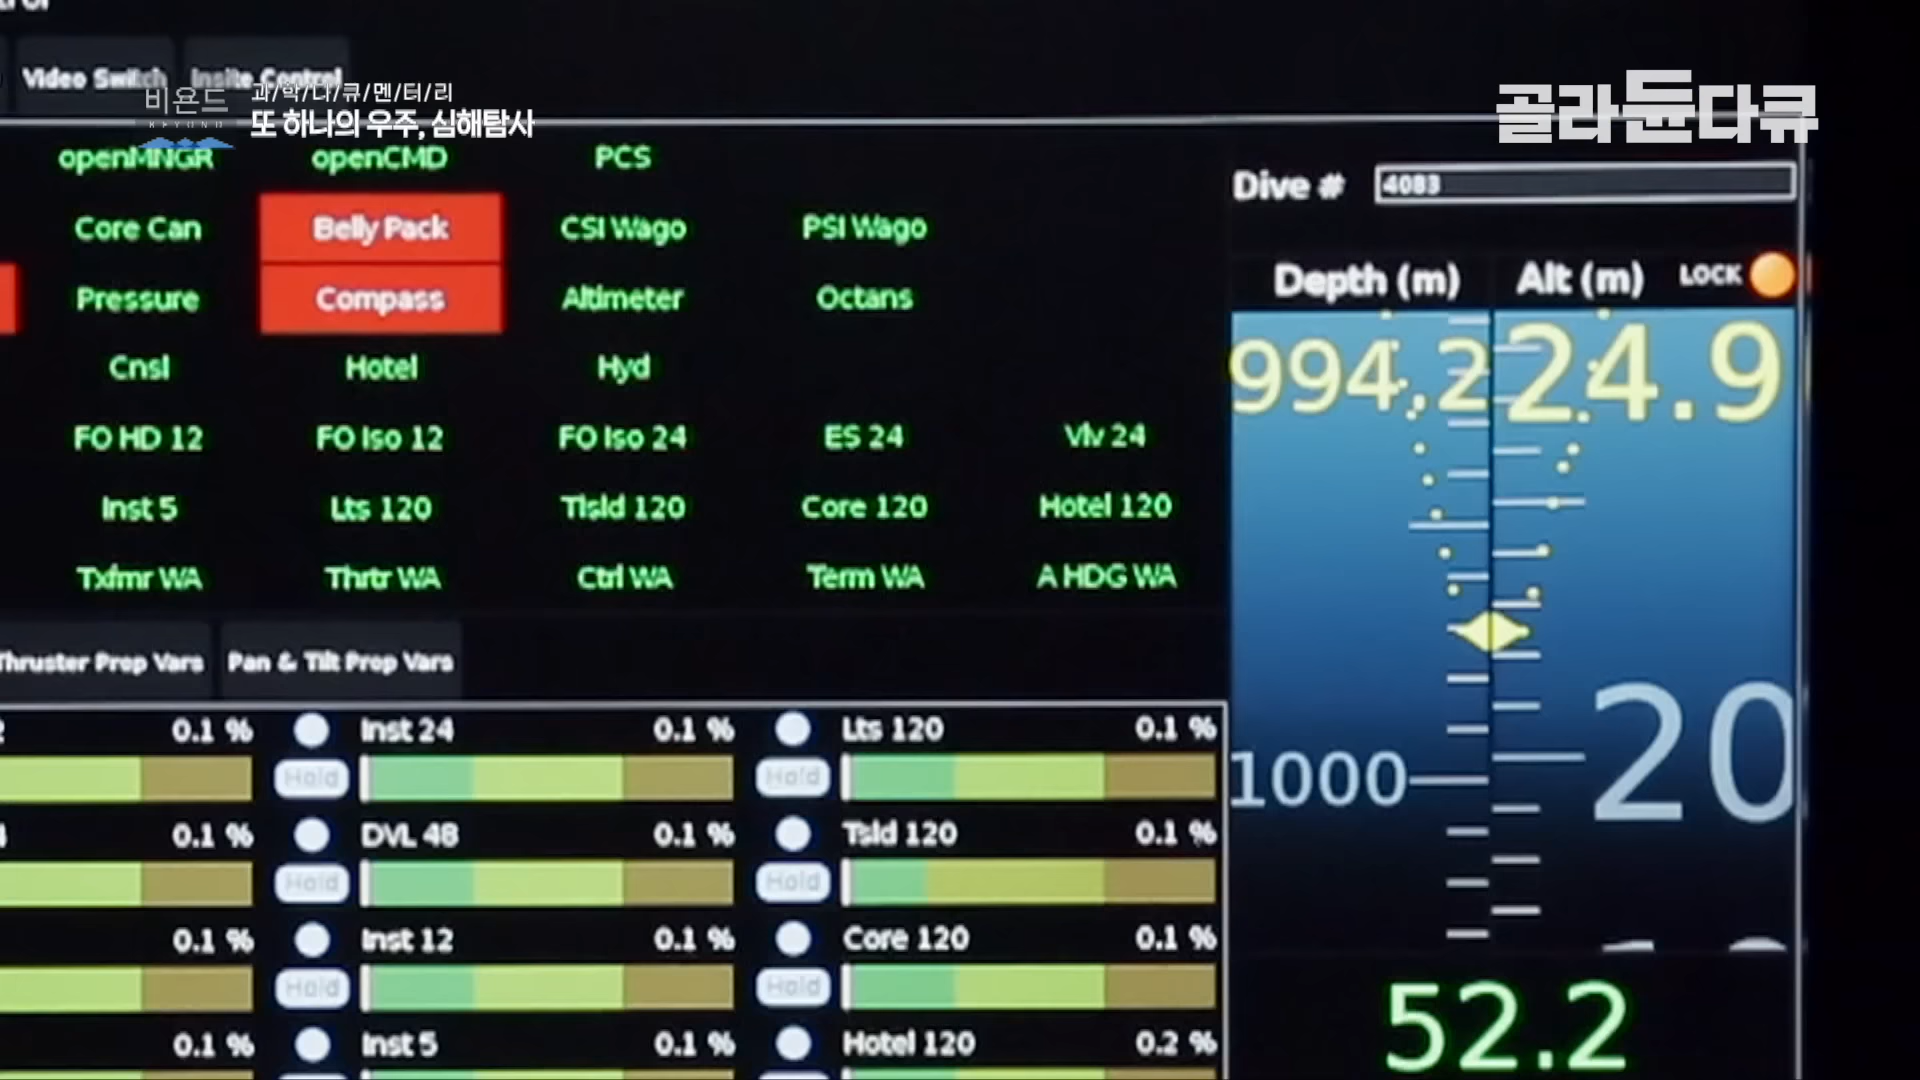 Video Switch Insite Control
비욘드 과/학/다/큐/멘/터/리
BEYOND 또 하나의 우주, 심해탐사
골라듄다큐
openMNGR openCMD PCS
Dive # 4083
Core Can Belly Pack CSI Wago PSI Wago
Depth (m) Alt (m) LOCK
Pressure Compass Altimeter Octans
994.2 24.9
Cnsl Hotel Hyd
FO HD 12 FO Iso 12 FO Iso 24 ES 24 Vlv 24
Inst 5 Lts 120 Tlsld 120 Core 120 Hotel 120
Txfmr WA Thrtr WA Ctrl WA Term WA A HDG WA
Thruster Prop Vars Pan & Tilt Prop Vars
0.1 % Inst 24 0.1 % Lts 120 0.1 %
Hold Hold
1000 20
0.1 % DVL 48 0.1 % Tsld 120 0.1 %
Hold Hold
0.1 % Inst 12 0.1 % Core 120 0.1 %
Hold Hold
0.1 % Inst 5 0.1 % Hotel 120 0.2 %
52.2